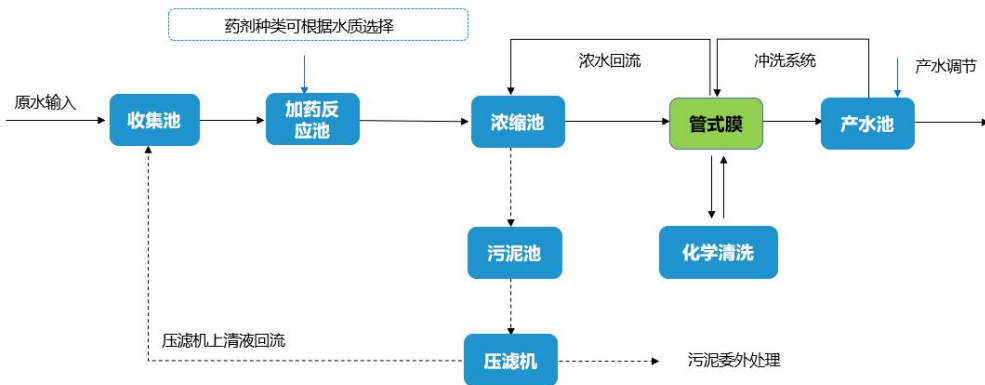 药剂种类可根据水质选择
浓水回流
冲洗系统
产水调节
原水输入
收集池
加药反
应池
浓缩池
管式膜
产水池
污泥池
化学清洗
压滤机上清液回流
压滤机
污泥委外处理